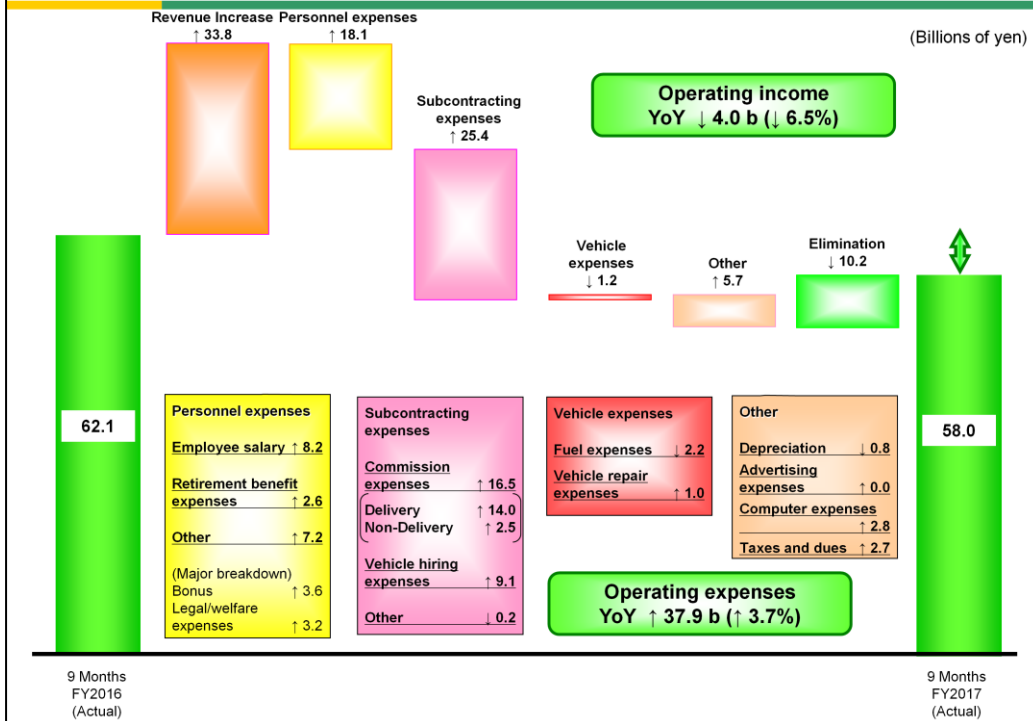 Revenue Increase
↑ 33.8
Personnel expenses
↑ 18.1
(Billions of yen)
Subcontracting
expenses
↑ 25.4
Operating income
YoY ↓ 4.0 b (↓ 6.5%)
Vehicle
expenses
↓ 1.2
Other
↑ 5.7
Elimination
↓ 10.2
62.1
Personnel expenses
Employee salary ↑ 8.2
Retirement benefit
expenses ↑ 2.6
Other ↑ 7.2
(Major breakdown)
Bonus ↑ 3.6
Legal/welfare
expenses ↑ 3.2
Subcontracting
expenses
Commission
expenses ↑ 16.5
Delivery ↑ 14.0
Non-Delivery ↑ 2.5
Vehicle hiring
expenses ↑ 9.1
Other ↓ 0.2
Vehicle expenses
Fuel expenses ↓ 2.2
Vehicle repair
expenses ↑ 1.0
Other
Depreciation ↓ 0.8
Advertising
expenses ↑ 0.0
Computer expenses
↑ 2.8
Taxes and dues ↑ 2.7
58.0
Operating expenses
YoY ↑ 37.9 b (↑ 3.7%)
9 Months
FY2016
(Actual)
9 Months
FY2017
(Actual)